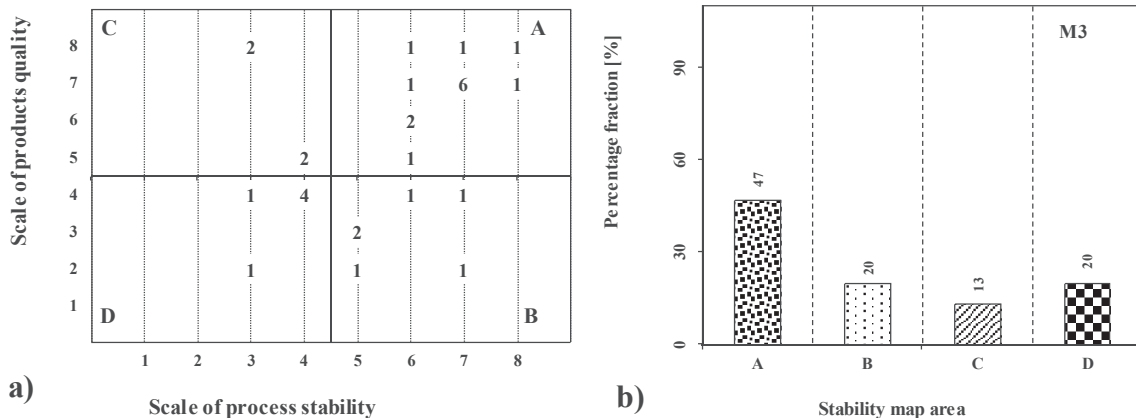 C A
Scale of products quality
8 2 1 1 1
7 1 6 1
6 2
5 2 1
4 1 4 1 1
3 2
2 1 1 1
1
D B
1 2 3 4 5 6 7 8
a)
Scale of process stability
M3
Percentage fraction [%]
90
60
30
0
47
20
13
20
A B C D
b)
Stability map area